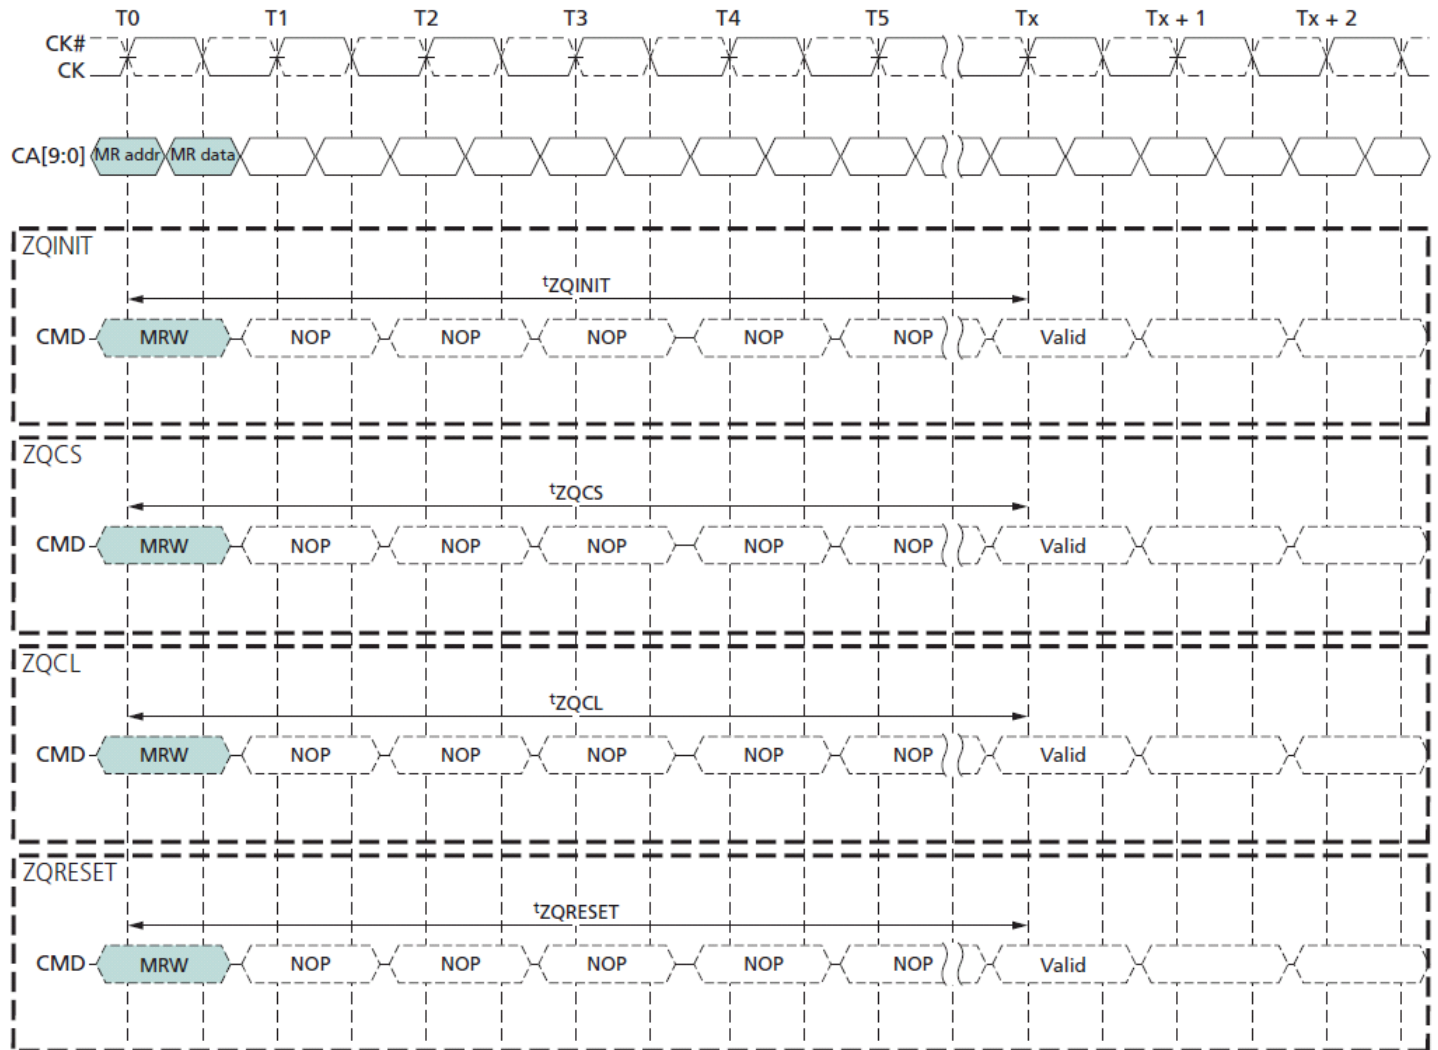 T0 T1 T2 T3 T4 T5 Tx Tx + 1 Tx + 2
CK#
CK
CA[9:0] MR addr MR data
ZQINIT
tZQINIT
CMD MRW NOP NOP NOP NOP NOP Valid
ZQCS
tZQCS
CMD MRW NOP NOP NOP NOP NOP Valid
ZQCL
tZQCL
CMD MRW NOP NOP NOP NOP NOP Valid
ZQRESET
tZQRESET
CMD MRW NOP NOP NOP NOP NOP Valid